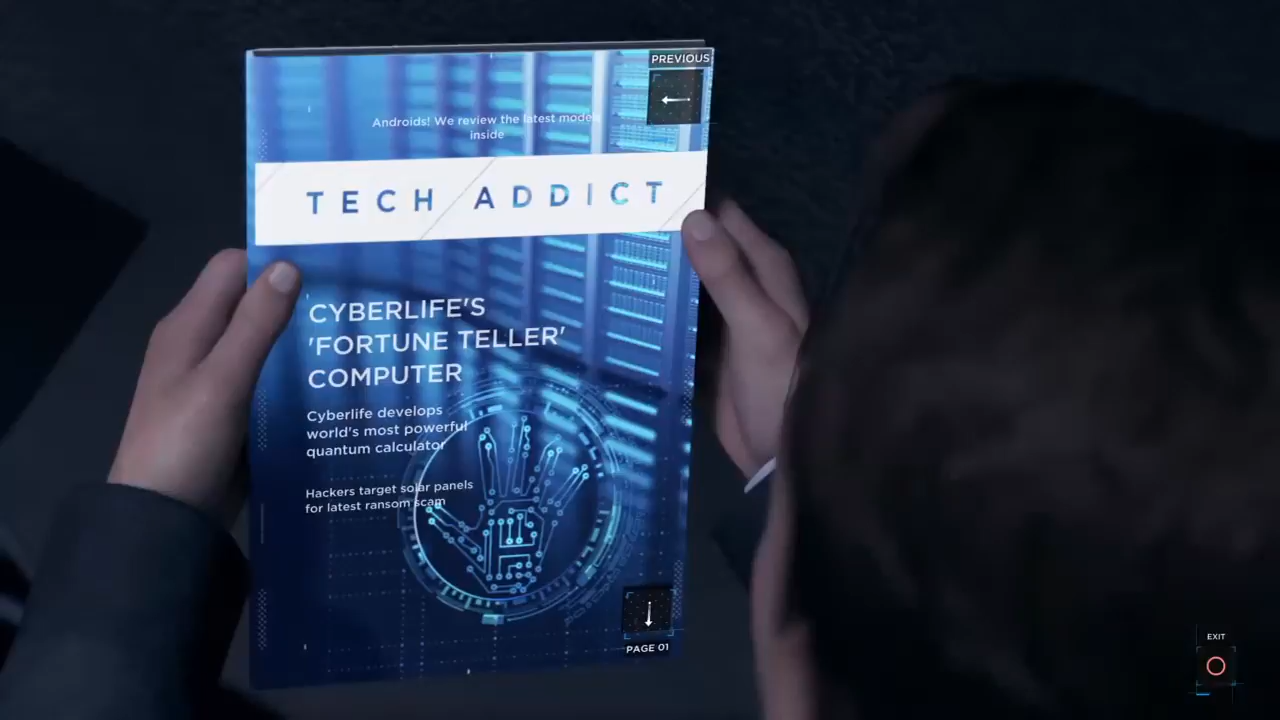 PREVIOUS
Androids! We review the latest models
inside
TECH ADDICT
CYBERLIFE'S
'FORTUNE TELLER'
COMPUTER
Cyberlife develops
world's most powerful
quantum calculator
Hackers target solar panels
for latest ransom scam
PAGE 01
EXIT